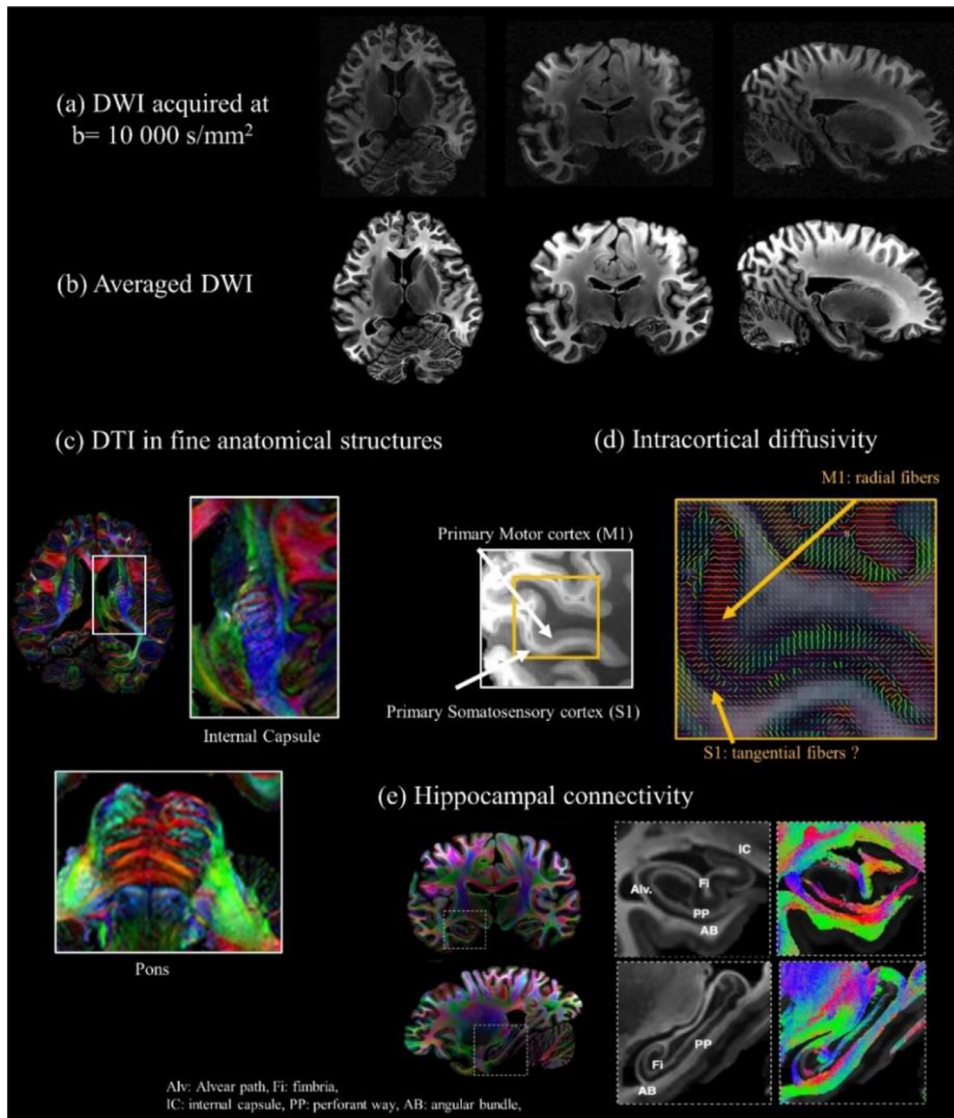 (a) DWI acquired at
b= 10 000 s/mm²
(b) Averaged DWI
(c) DTI in fine anatomical structures
Internal Capsule
Pons
(d) Intracortical diffusivity
M1: radial fibers
Primary Motor cortex (M1)
Primary Somatosensory cortex (S1)
S1: tangential fibers ?
(e) Hippocampal connectivity
IC
Alv.
Fi
PP
AB
PP
Fi
AB
Alv: Alvear path, Fi: fimbria,
IC: internal capsule, PP: perforant way, AB: angular bundle,